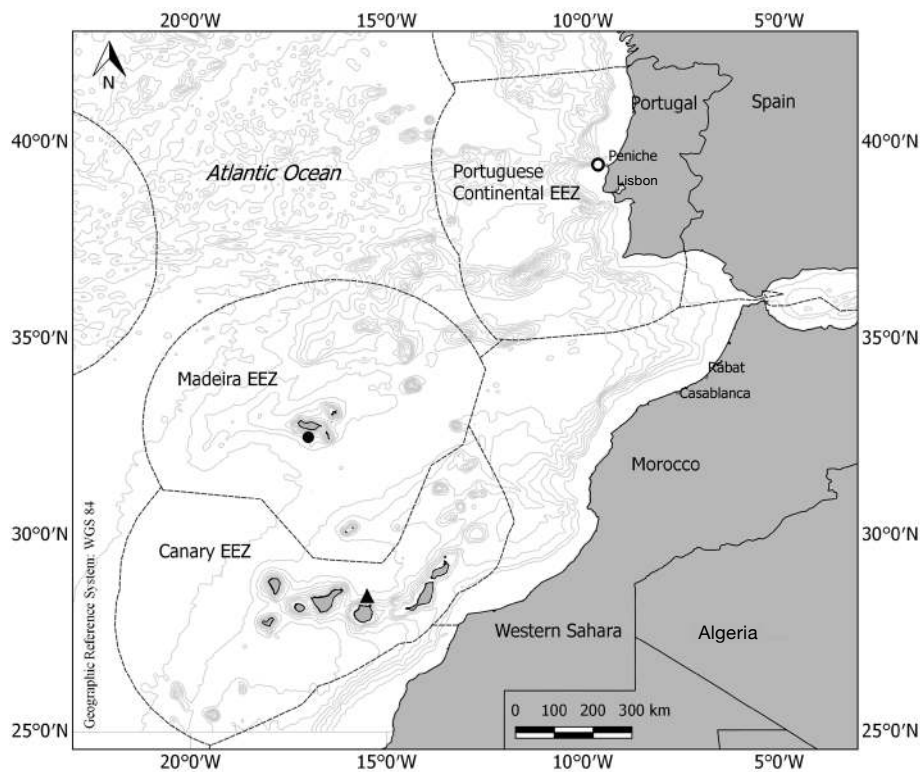 20°0'W 15°0'W 10°0'W 5°0'W
N
Portugal
Spain
40°0'N
40°0'N
Peniche
Atlantic Ocean
Portuguese
Continental EEZ
Lisbon
35°0'N
35°0'N
Rabat
Madeira EEZ
Casablanca
Morocco
30°0'N
30°0'N
Canary EEZ
Western Sahara
Algeria
Geographic Reference System: WGS 84
0 100 200 300 km
25°0'N
25°0'N
20°0'W 15°0'W 10°0'W 5°0'W